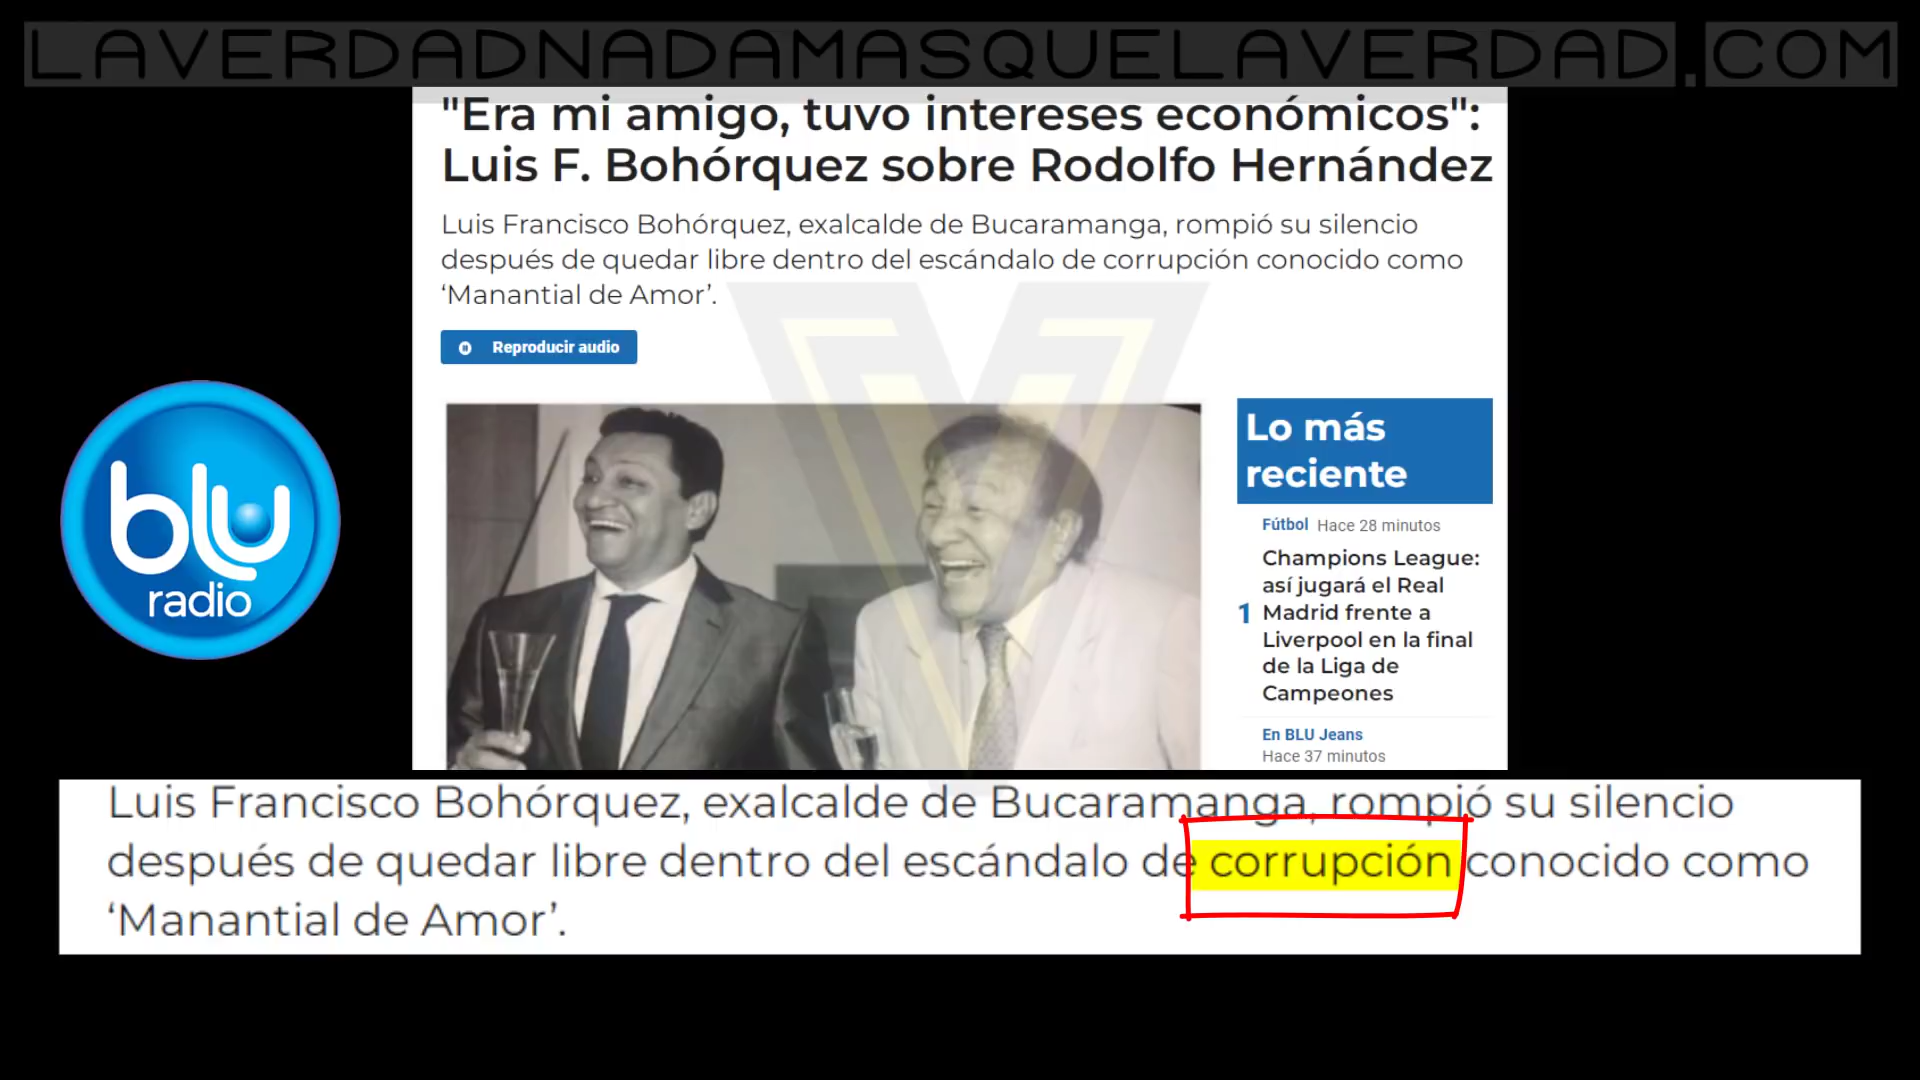 LAVERDADNADAMASQUELAVERDAD.COM
"Era mi amigo, tuvo intereses económicos":
Luis F. Bohórquez sobre Rodolfo Hernández
Luis Francisco Bohórquez, exalcalde de Bucaramanga, rompió su silencio
después de quedar libre dentro del escándalo de corrupción conocido como
‘Manantial de Amor’.
Reproducir audio
blu
radio
Lo más
reciente
Fútbol Hace 28 minutos
1
Champions League:
así jugará el Real
Madrid frente a
Liverpool en la final
de la Liga de
Campeones
En BLU Jeans
Hace 37 minutos
Luis Francisco Bohórquez, exalcalde de Bucaramanga, rompió su silencio
después de quedar libre dentro del escándalo de corrupción conocido como
‘Manantial de Amor’.